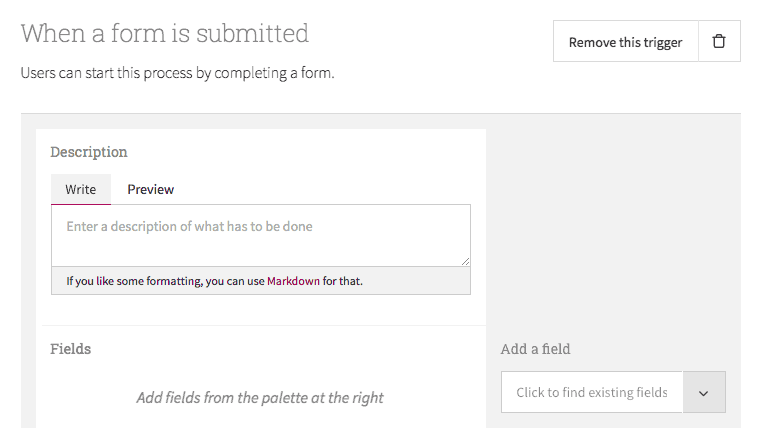 When a form is submitted
Remove this trigger
Users can start this process by completing a form.
Description
Write
Preview
Enter a description of what has to be done
If you like some formatting, you can use Markdown for that.
Fields
Add a field
Add fields from the palette at the right
Click to find existing fields